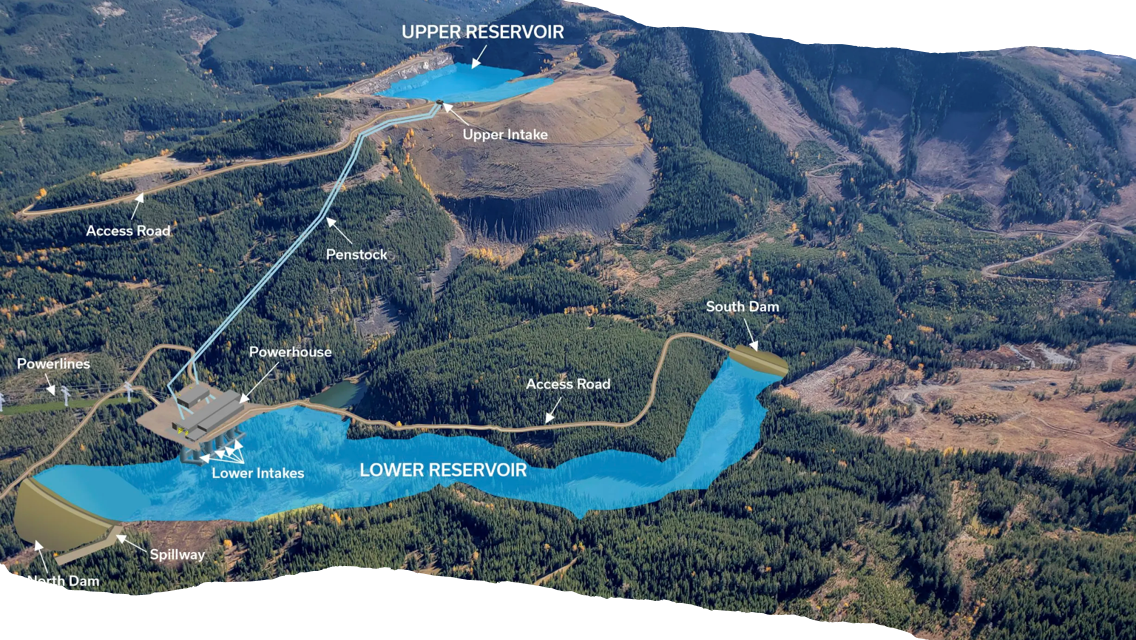 UPPER RESERVOIR
Upper Intake
Access Road
Penstock
South Dam
Powerhouse
Powerlines
Access Road
LOWER RESERVOIR
Lower Intakes
Spillway
North Dam